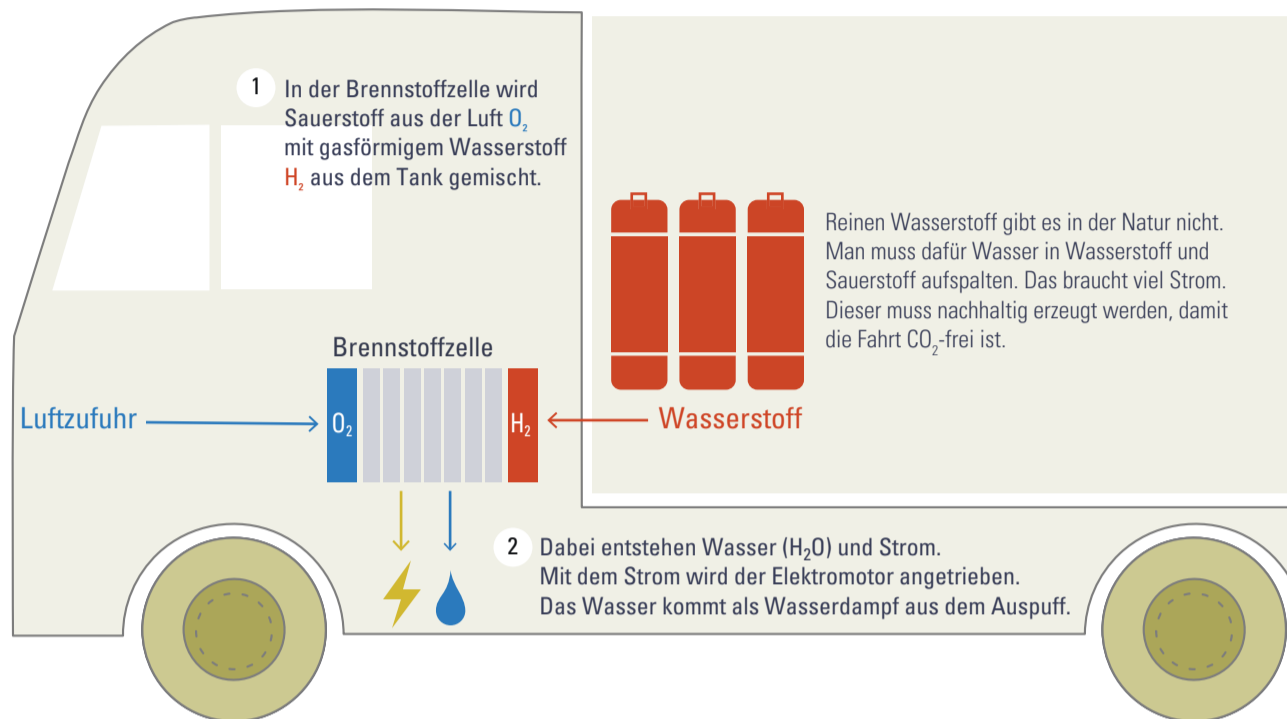 1 In der Brennstoffzelle wird
Sauerstoff aus der Luft O₂
mit gasförmigem Wasserstoff
H₂ aus dem Tank gemischt.
Reinen Wasserstoff gibt es in der Natur nicht.
Man muss dafür Wasser in Wasserstoff und
Sauerstoff aufspalten. Das braucht viel Strom.
Dieser muss nachhaltig erzeugt werden, damit
die Fahrt CO₂-frei ist.
Brennstoffzelle
Luftzufuhr
O₂
H₂
Wasserstoff
2 Dabei entstehen Wasser (H₂O) und Strom.
Mit dem Strom wird der Elektromotor angetrieben.
Das Wasser kommt als Wasserdampf aus dem Auspuff.